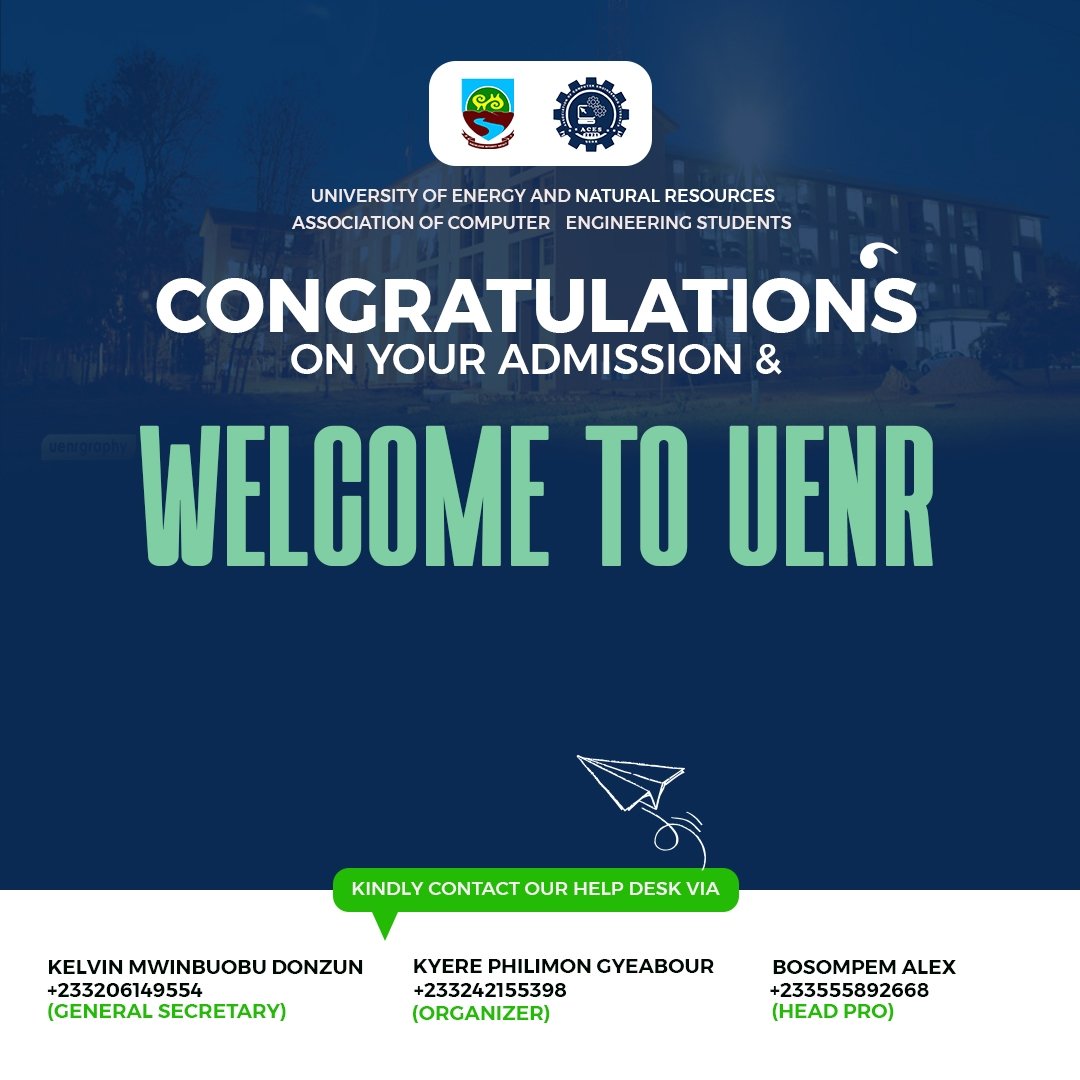 ACES
UNIVERSITY OF ENERGY AND NATURAL RESOURCES
ASSOCIATION OF COMPUTER ENGINEERING STUDENTS
CONGRATULATIONS
ON YOUR ADMISSION &
uenrgraphy
WELCOME TO UENR
KINDLY CONTACT OUR HELP DESK VIA
KELVIN MWINBUOBU DONZUN
+233206149554
(GENERAL SECRETARY)
KYERE PHILIMON GYEABOUR
+233242155398
(ORGANIZER)
BOSOMPEM ALEX
+233555892668
(HEAD PRO)